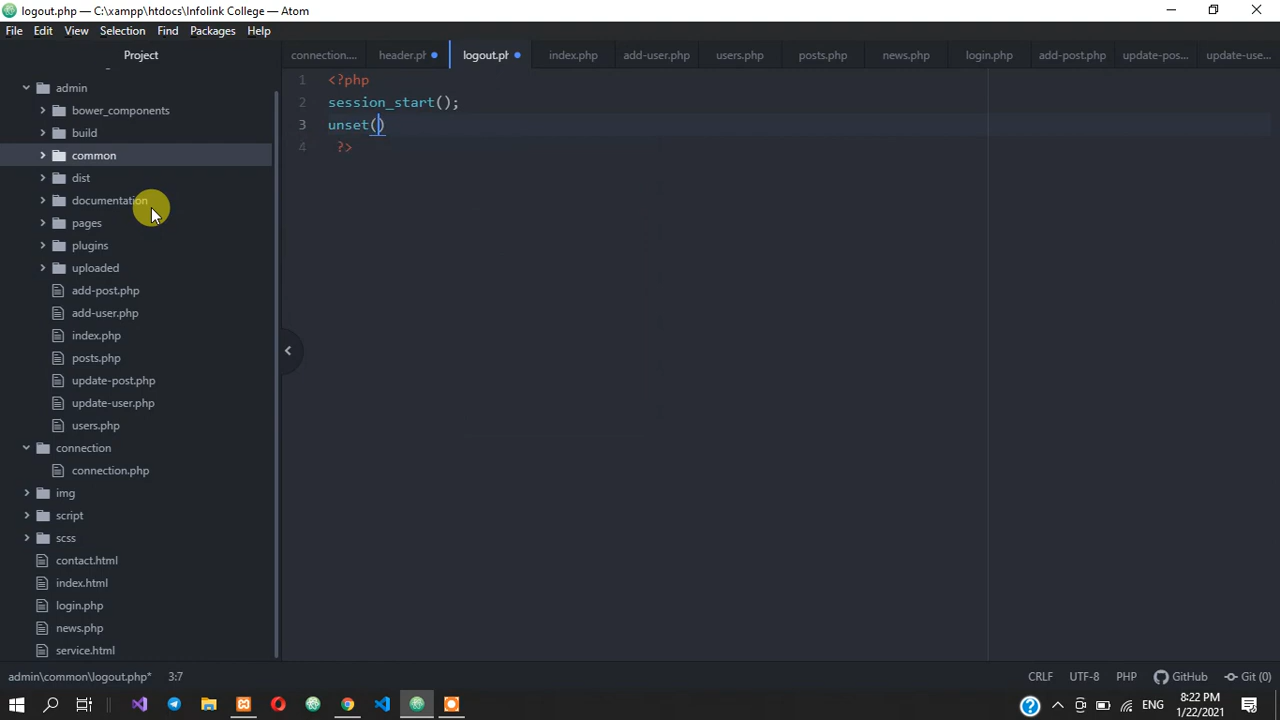 logout.php — C:\xampp\htdocs\Infolink College — Atom
File Edit View Selection Find Packages Help
Project
admin
bower_components
build
common
dist
documentation
pages
plugins
uploaded
add-post.php
add-user.php
index.php
posts.php
update-post.php
update-user.php
users.php
connection
connection.php
img
script
scss
contact.html
index.html
login.php
news.php
service.html
connection.... header.ph logout.ph index.php add-user.php users.php posts.php news.php login.php add-post.php update-pos... update-use...
1 <?php
2 session_start();
3 unset()
4 ?>
admin\common\logout.php* 3:7 CRLF UTF-8 PHP GitHub Git (0)
ENG 8:22 PM
1/22/2021